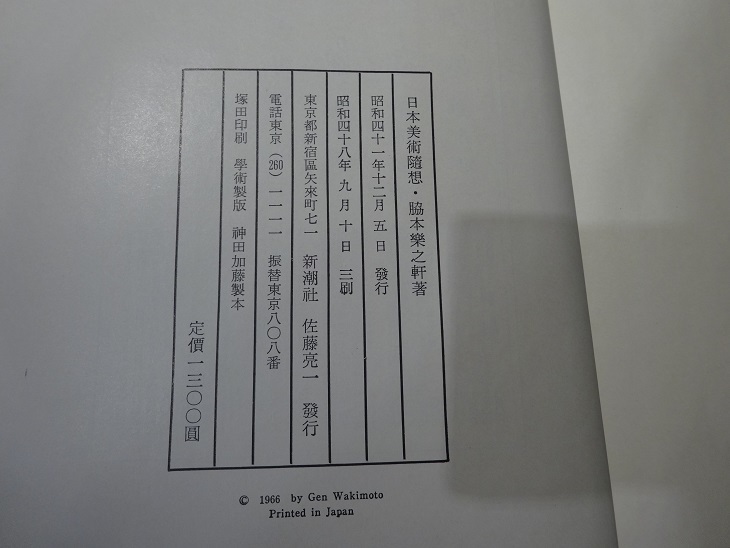 日本美術隨想・脇本樂之軒著
昭和四十一年十二月 五 日　發行
昭和四十八年 九 月 十 日　三刷
東京都新宿區矢來町七一　新潮社　佐藤亮一　發行
電話東京（260）一一一一　振替東京八〇八番
塚田印刷　學術製版　神田加藤製本
定價一三〇〇圓
© 1966 by Gen Wakimoto
Printed in Japan